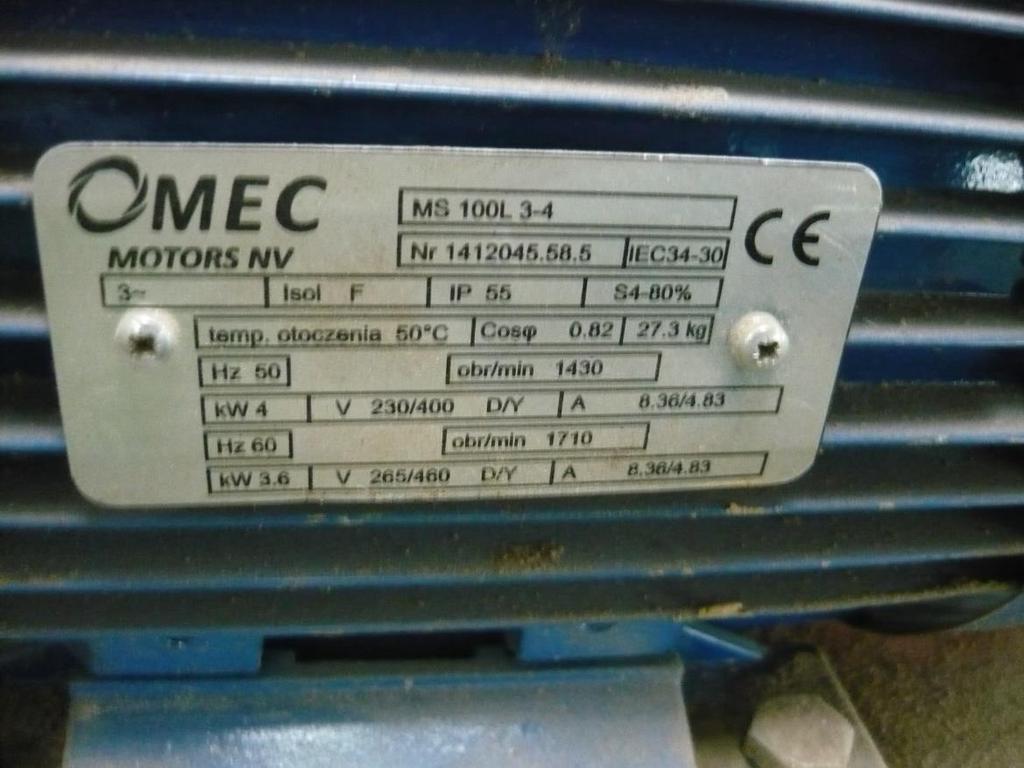 OMEC
MOTORS NV
MS 100L 3-4
Nr 1412045.58.5 IEC34-30
CE
3~ Isol F IP 55 S4-80%
temp. otoczenia 50°C Cosφ 0.82 27.3 kg
Hz 50 obr/min 1430
kW 4 V 230/400 D/Y A 8.36/4.83
Hz 60 obr/min 1710
kW 3.6 V 265/460 D/Y A 8.36/4.83